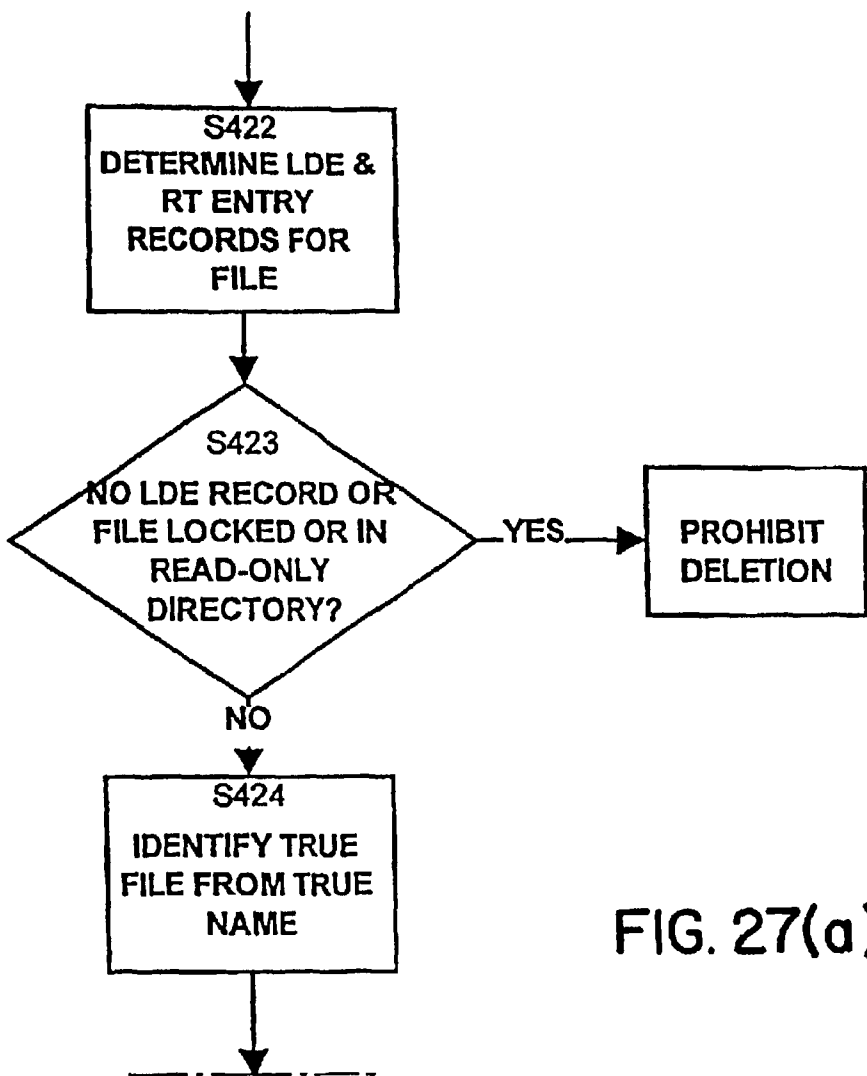 S422
DETERMINE LDE &
RT ENTRY
RECORDS FOR
FILE
S423
NO LDE RECORD OR
FILE LOCKED OR IN
READ-ONLY
DIRECTORY?
YES
PROHIBIT
DELETION
NO
S424
IDENTIFY TRUE
FILE FROM TRUE
NAME
FIG. 27(a)